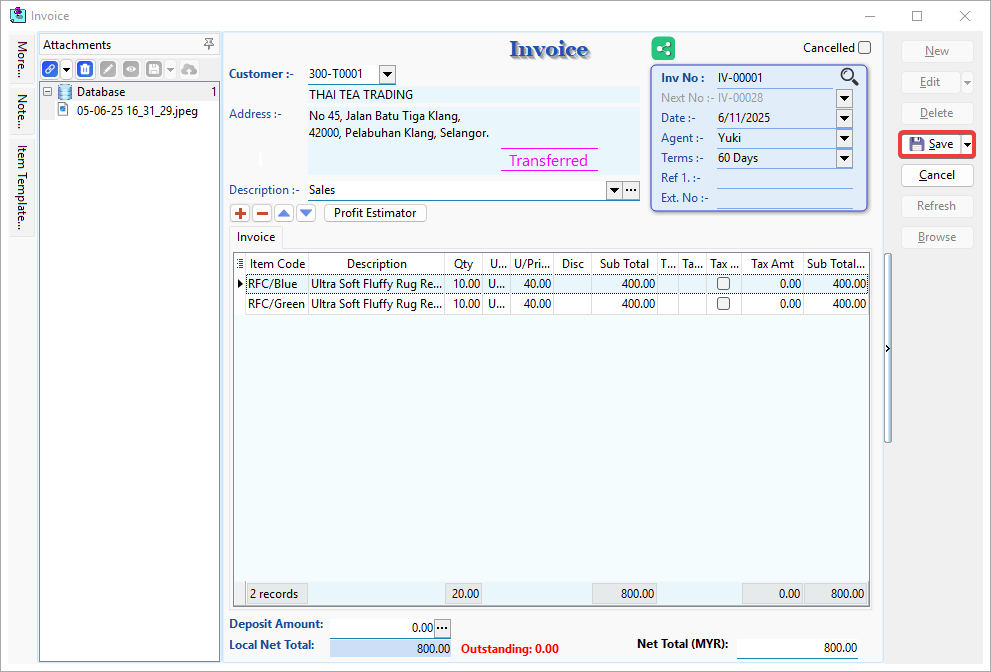 Invoice
More...
Note...
Item Template...
Attachments
Database 1
05-06-25 16_31_29.jpeg
Invoice
Cancelled
Customer :- 300-T0001
THAI TEA TRADING
Address :- No 45, Jalan Batu Tiga Klang,
42000, Pelabuhan Klang, Selangor.
Transferred
Description :- Sales
Inv No : IV-00001
Next No :- IV-00028
Date :- 6/11/2025
Agent :- Yuki
Terms :- 60 Days
Ref 1. :-
Ext. No :-
Profit Estimator
Invoice
Item Code Description Qty U... U/Pri... Disc Sub Total T... Ta... Tax ... Tax Amt Sub Total...
RFC/Blue Ultra Soft Fluffy Rug Re... 10.00 U... 40.00 400.00 0.00 400.00
RFC/Green Ultra Soft Fluffy Rug Re... 10.00 U... 40.00 400.00 0.00 400.00
2 records 20.00 800.00 0.00 800.00
Deposit Amount: 0.00
Local Net Total: 800.00 Outstanding: 0.00
Net Total (MYR): 800.00
New
Edit
Delete
Save
Cancel
Refresh
Browse